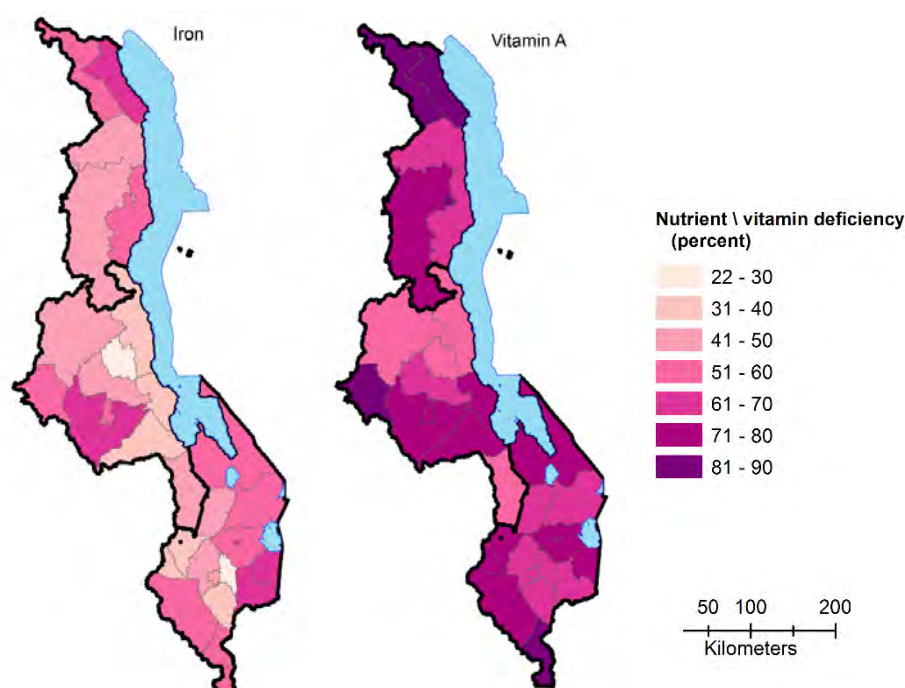 Iron
Vitamin A
Nutrient \ vitamin deficiency
(percent)
22 - 30
31 - 40
41 - 50
51 - 60
61 - 70
71 - 80
81 - 90
50 100 200
Kilometers